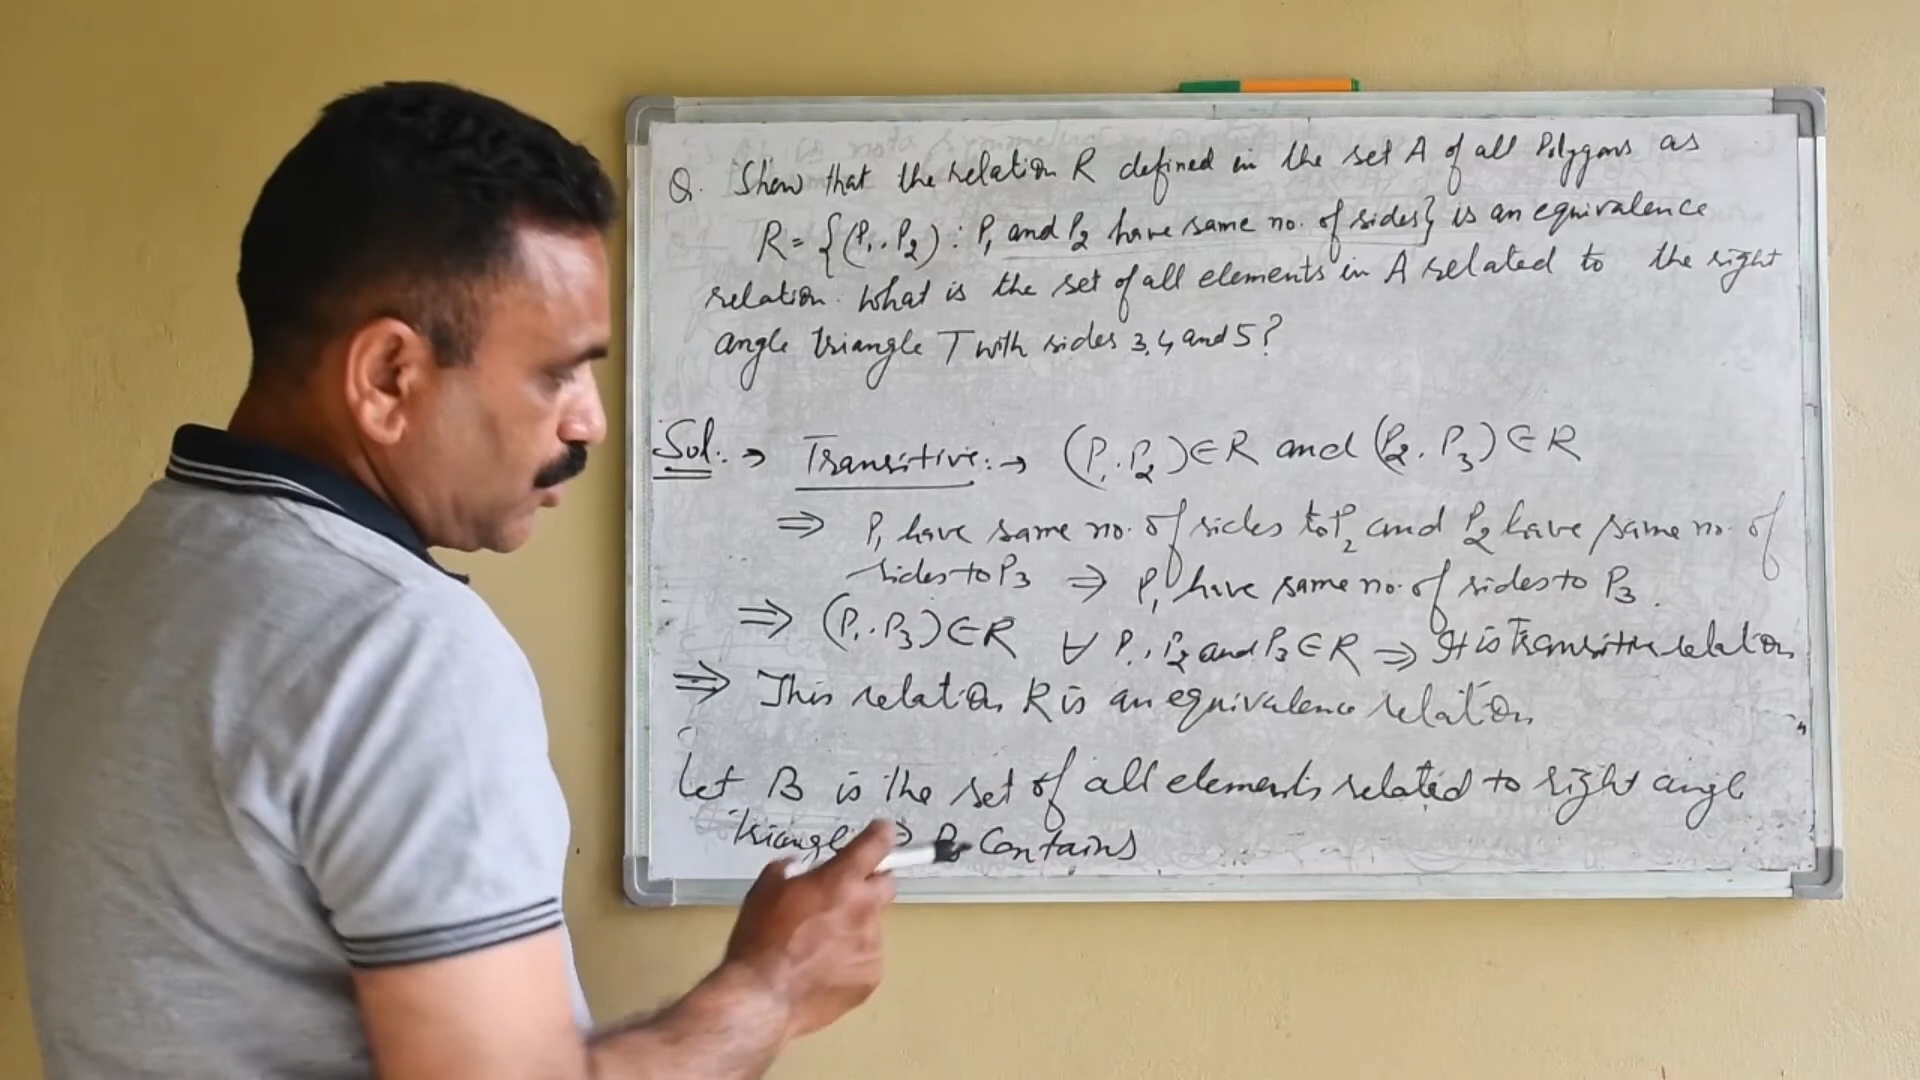 Q. Show that the relation R defined in the set A of all Polygons as
R = {(P₁, P₂) : P₁ and P₂ have same no. of sides} is an equivalence
relation. What is the set of all elements in A related to the right
angle triangle T with sides 3, 4 and 5?
Sol: → Transitive: → (P₁, P₂) ∈ R and (P₂, P₃) ∈ R
⇒ P₁ have same no. of sides to P₂ and P₂ have same no. of
sides to P₃ ⇒ P₁ have same no. of sides to P₃.
⇒ (P₁, P₃) ∈ R ∀ P₁, P₂ and P₃ ∈ R ⇒ It is Transitive relation
⇒ This relation R is an equivalence relation
Let B is the set of all elements related to right angle
triangle ⇒ Contains